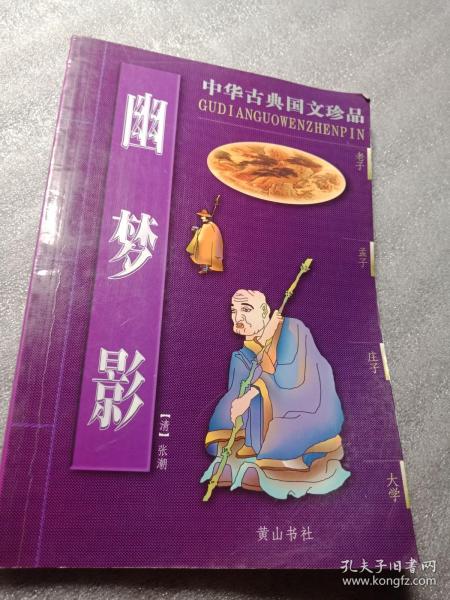 中华古典国文珍品
GUDIANGUOWENZHENPIN
幽梦影
【清】张潮
老子
孟子
庄子
大学
黄山书社
孔夫子旧书网
www.kongfz.com